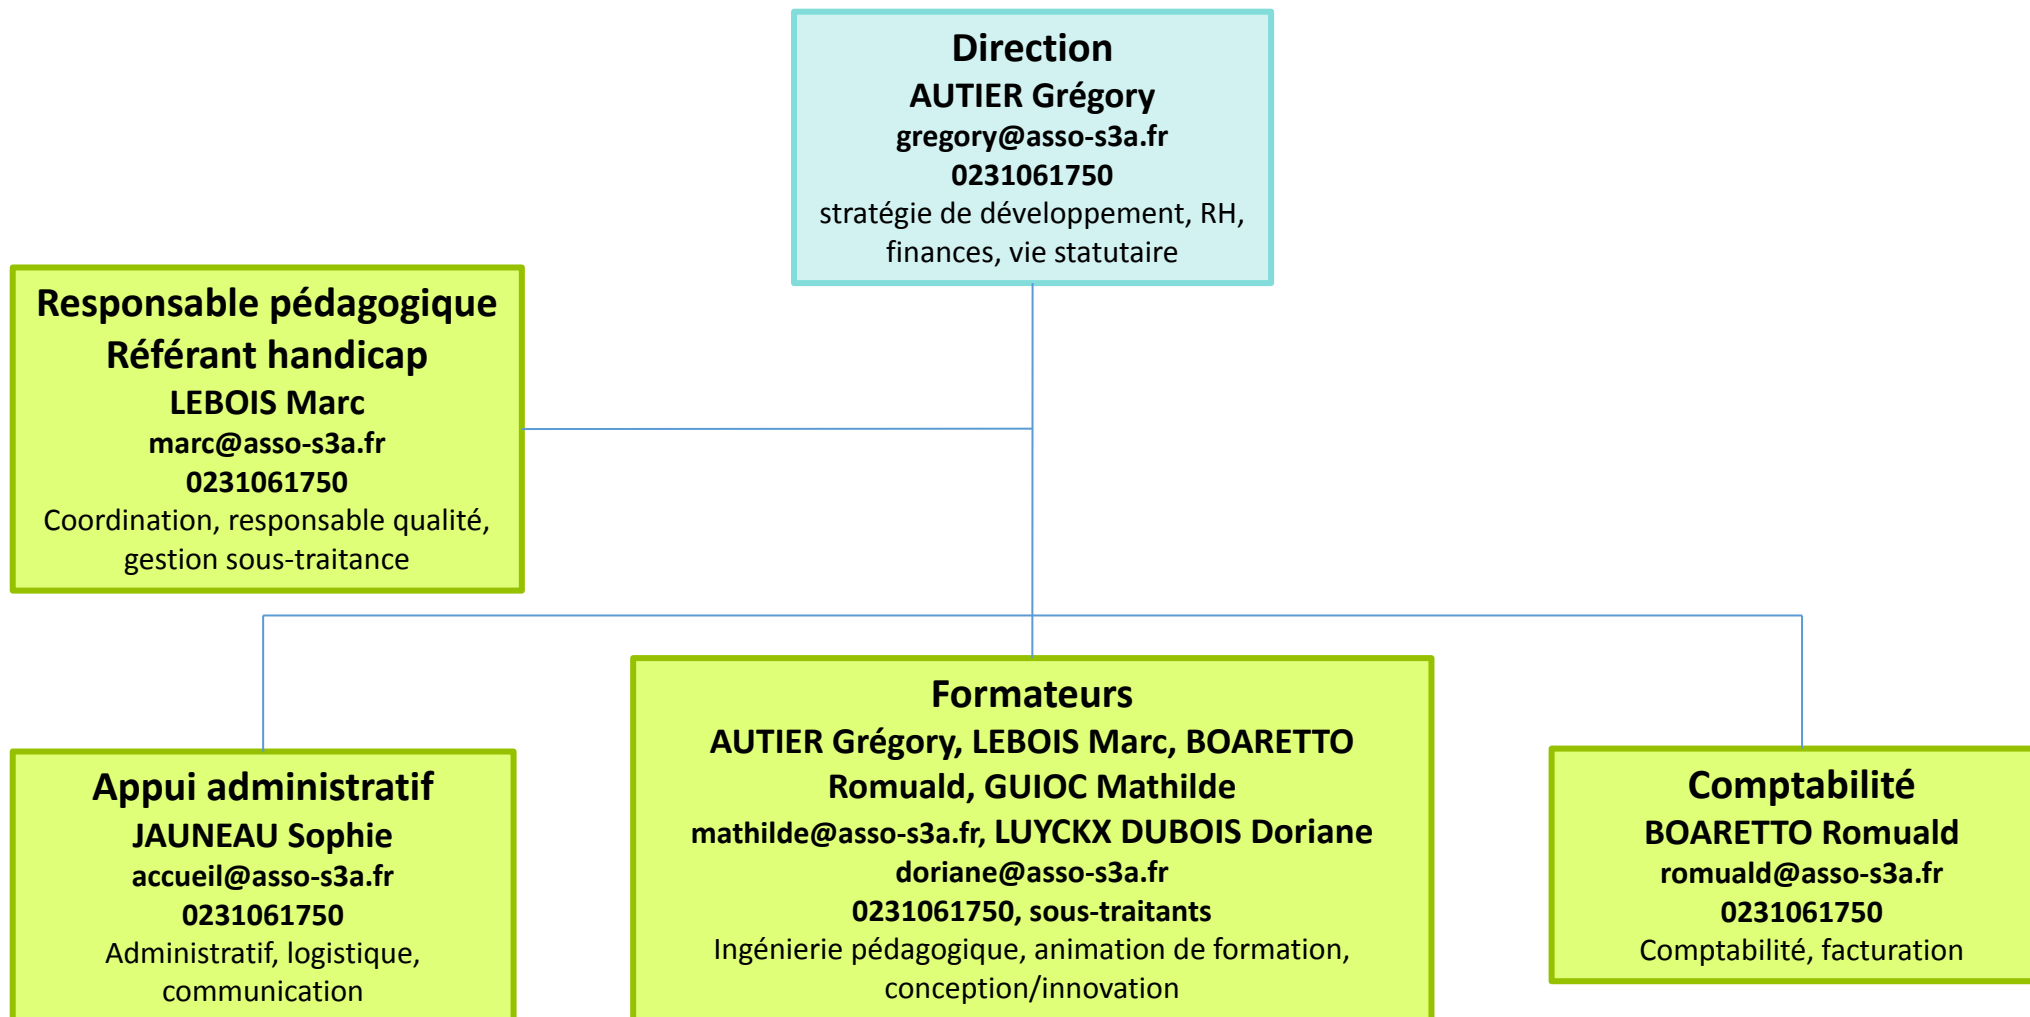 Direction
AUTIER Grégory
gregory@asso-s3a.fr
0231061750
stratégie de développement, RH,
finances, vie statutaire
Responsable pédagogique
Référant handicap
LEBOIS Marc
marc@asso-s3a.fr
0231061750
Coordination, responsable qualité,
gestion sous-traitance
Appui administratif
JAUNEAU Sophie
accueil@asso-s3a.fr
0231061750
Administratif, logistique,
communication
Formateurs
AUTIER Grégory, LEBOIS Marc, BOARETTO
Romuald, GUIOC Mathilde
mathilde@asso-s3a.fr, LUYCKX DUBOIS Doriane
doriane@asso-s3a.fr
0231061750, sous-traitants
Ingénierie pédagogique, animation de formation,
conception/innovation
Comptabilité
BOARETTO Romuald
romuald@asso-s3a.fr
0231061750
Comptabilité, facturation